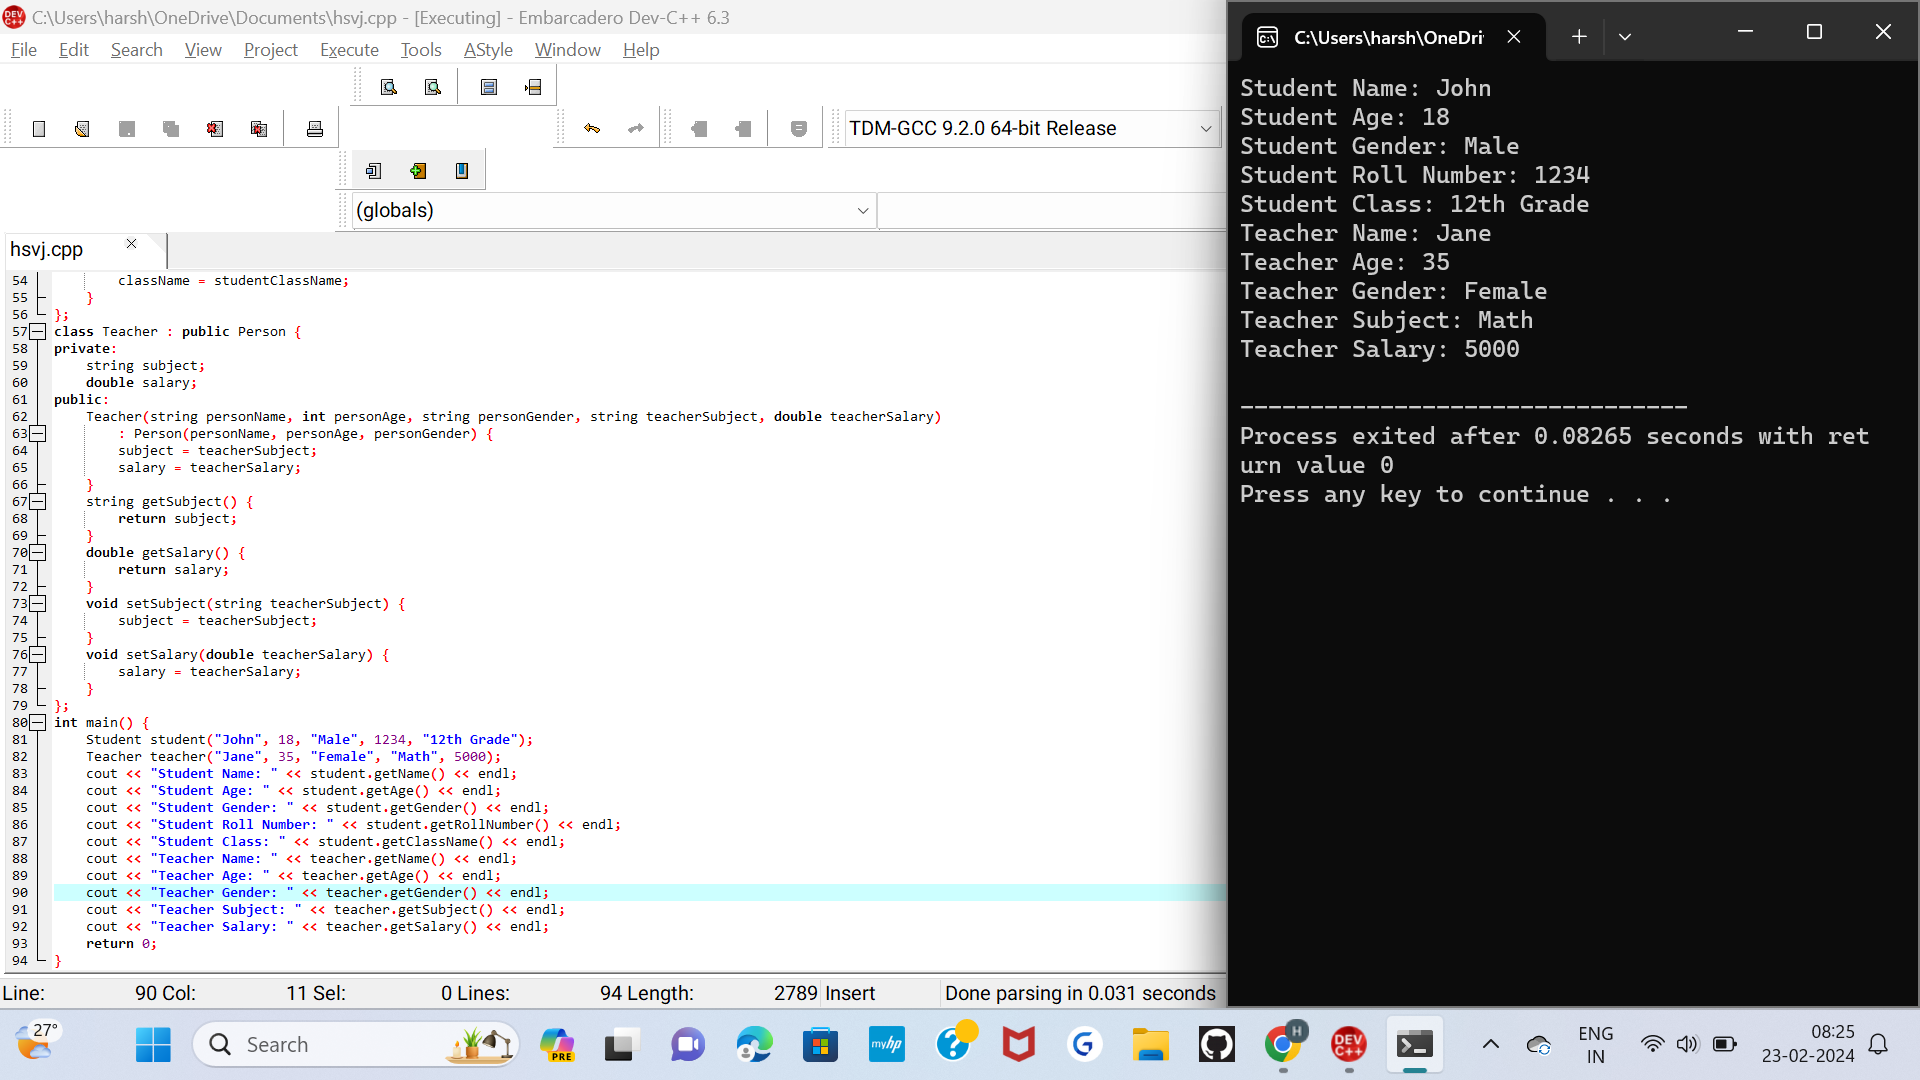 C:\Users\harsh\OneDrive\Documents\hsvj.cpp - [Executing] - Embarcadero Dev-C++ 6.3
File Edit Search View Project Execute Tools AStyle Window Help
TDM-GCC 9.2.0 64-bit Release
(globals)
hsvj.cpp
54 className = studentClassName;
55 }
56 };
57 class Teacher : public Person {
58 private:
59 string subject;
60 double salary;
61 public:
62 Teacher(string personName, int personAge, string personGender, string teacherSubject, double teacherSalary)
63 : Person(personName, personAge, personGender) {
64 subject = teacherSubject;
65 salary = teacherSalary;
66 }
67 string getSubject() {
68 return subject;
69 }
70 double getSalary() {
71 return salary;
72 }
73 void setSubject(string teacherSubject) {
74 subject = teacherSubject;
75 }
76 void setSalary(double teacherSalary) {
77 salary = teacherSalary;
78 }
79 };
80 int main() {
81 Student student("John", 18, "Male", 1234, "12th Grade");
82 Teacher teacher("Jane", 35, "Female", "Math", 5000);
83 cout << "Student Name: " << student.getName() << endl;
84 cout << "Student Age: " << student.getAge() << endl;
85 cout << "Student Gender: " << student.getGender() << endl;
86 cout << "Student Roll Number: " << student.getRollNumber() << endl;
87 cout << "Student Class: " << student.getClassName() << endl;
88 cout << "Teacher Name: " << teacher.getName() << endl;
89 cout << "Teacher Age: " << teacher.getAge() << endl;
90 cout << "Teacher Gender: " << teacher.getGender() << endl;
91 cout << "Teacher Subject: " << teacher.getSubject() << endl;
92 cout << "Teacher Salary: " << teacher.getSalary() << endl;
93 return 0;
94 }
Line: 90 Col: 11 Sel: 0 Lines: 94 Length: 2789 Insert Done parsing in 0.031 seconds
C:\Users\harsh\OneDri
Student Name: John
Student Age: 18
Student Gender: Male
Student Roll Number: 1234
Student Class: 12th Grade
Teacher Name: Jane
Teacher Age: 35
Teacher Gender: Female
Teacher Subject: Math
Teacher Salary: 5000
--------------------------------
Process exited after 0.08265 seconds with ret
urn value 0
Press any key to continue . . .
27°
Search
PRE
myhp
H
DEV
C++
ENG
IN
08:25
23-02-2024